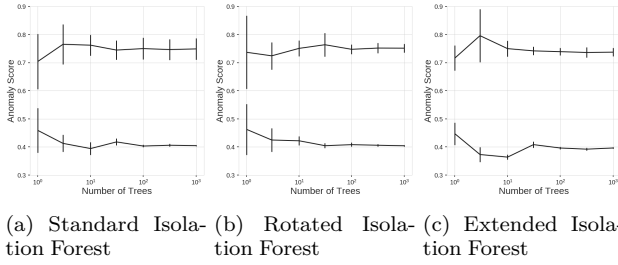 0.9 0.9 0.9
0.8 0.8 0.8
0.7 0.7 0.7
0.6 0.6 0.6
0.5 0.5 0.5
0.4 0.4 0.4
0.3 0.3 0.3
Anomaly Score Anomaly Score Anomaly Score
10⁰ 10¹ 10² 10³ 10⁰ 10¹ 10² 10³ 10⁰ 10¹ 10² 10³
Number of Trees Number of Trees Number of Trees
(a) Standard Isola- (b) Rotated Isola- (c) Extended Isola-
tion Forest tion Forest tion Forest